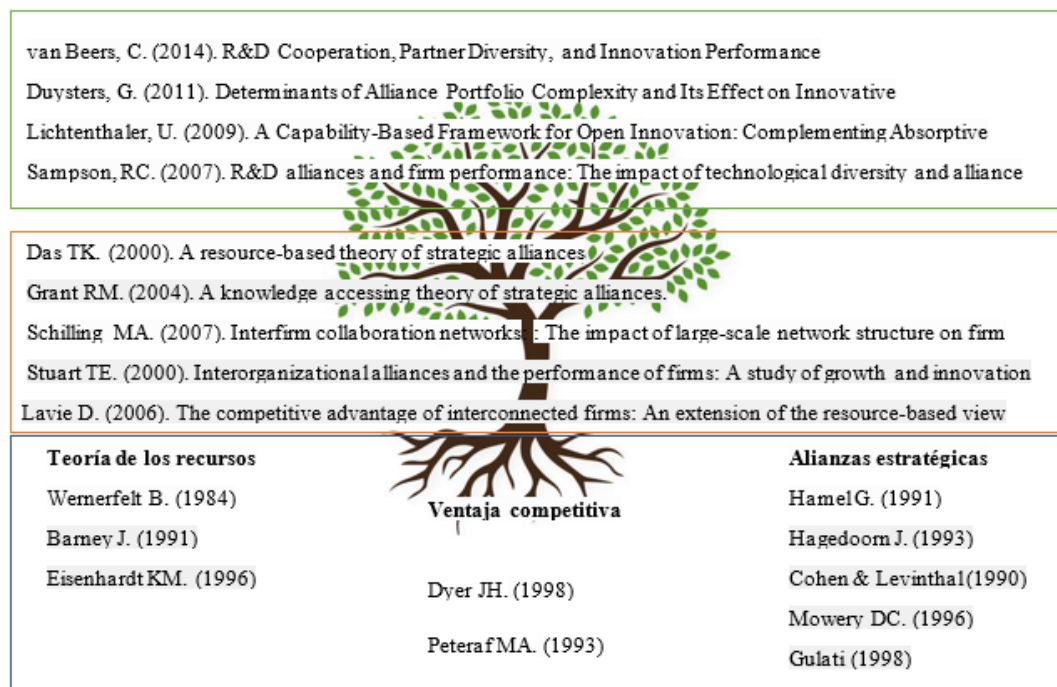 van Beers, C. (2014). R&D Cooperation, Partner Diversity, and Innovation Performance
Duysters, G. (2011). Determinants of Alliance Portfolio Complexity and Its Effect on Innovative
Lichtenthaler, U. (2009). A Capability-Based Framework for Open Innovation: Complementing Absorptive
Sampson, RC. (2007). R&D alliances and firm performance: The impact of technological diversity and alliance
Das TK. (2000). A resource-based theory of strategic alliances
Grant RM. (2004). A knowledge accessing theory of strategic alliances.
Schilling MA. (2007). Interfirm collaboration networks: : The impact of large-scale network structure on firm
Stuart TE. (2000). Interorganizational alliances and the performance of firms: A study of growth and innovation
Lavie D. (2006). The competitive advantage of interconnected firms: An extension of the resource-based view
Teoría de los recursos
Wernerfelt B. (1984)
Barney J. (1991)
Eisenhardt KM. (1996)
Ventaja competitiva
Dyer JH. (1998)
Peteraf MA. (1993)
Alianzas estratégicas
Hamel G. (1991)
Hagedoorn J. (1993)
Cohen & Levinthal (1990)
Mowery DC. (1996)
Gulati (1998)